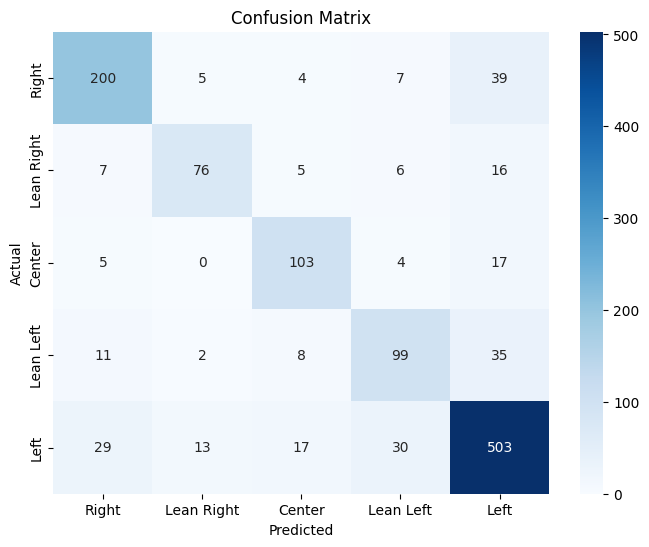 Confusion Matrix
Right 200 5 4 7 39
Lean Right 7 76 5 6 16
Center 5 0 103 4 17
Lean Left 11 2 8 99 35
Left 29 13 17 30 503
Right Lean Right Center Lean Left Left
Predicted
Actual
500
400
300
200
100
0